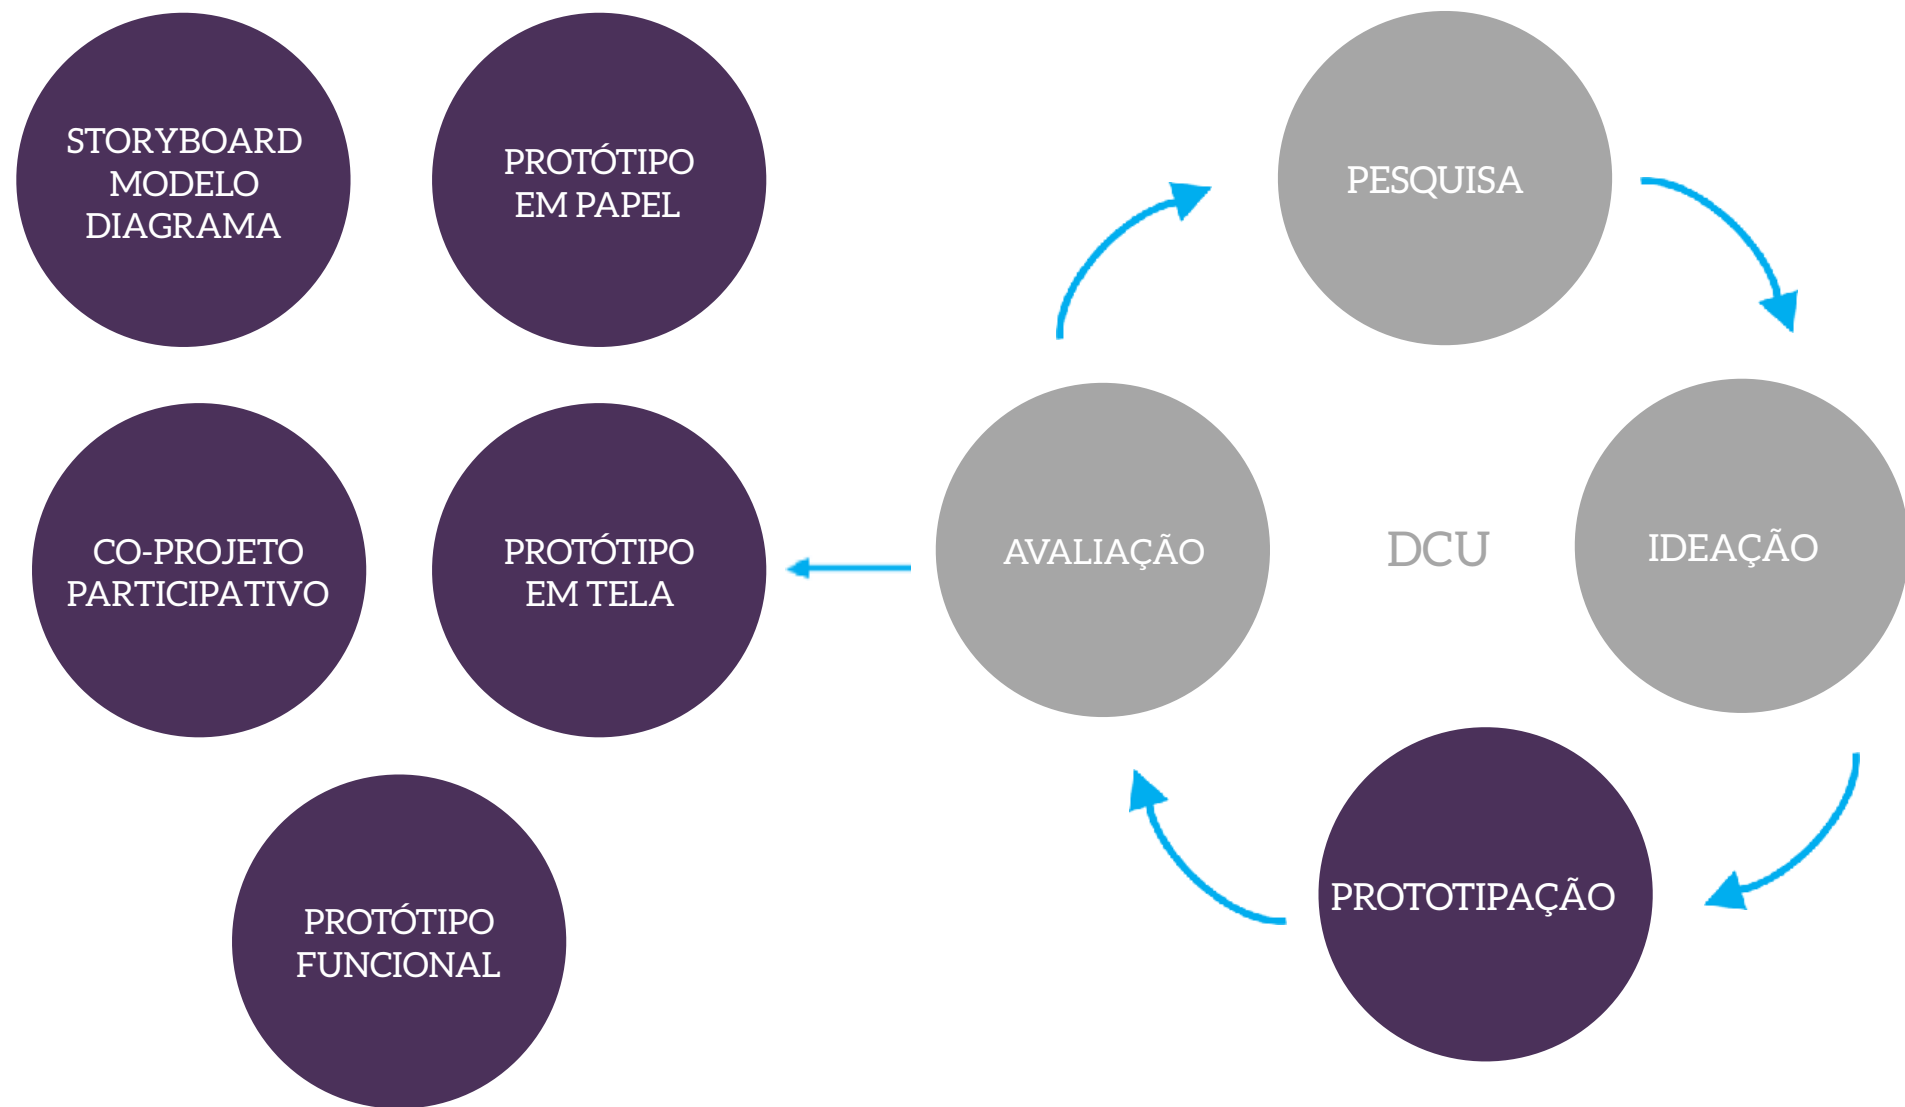 STORYBOARD
MODELO
DIAGRAMA
PROTÓTIPO
EM PAPEL
CO-PROJETO
PARTICIPATIVO
PROTÓTIPO
EM TELA
PROTÓTIPO
FUNCIONAL
PESQUISA
AVALIAÇÃO
DCU
IDEAÇÃO
PROTOTIPAÇÃO